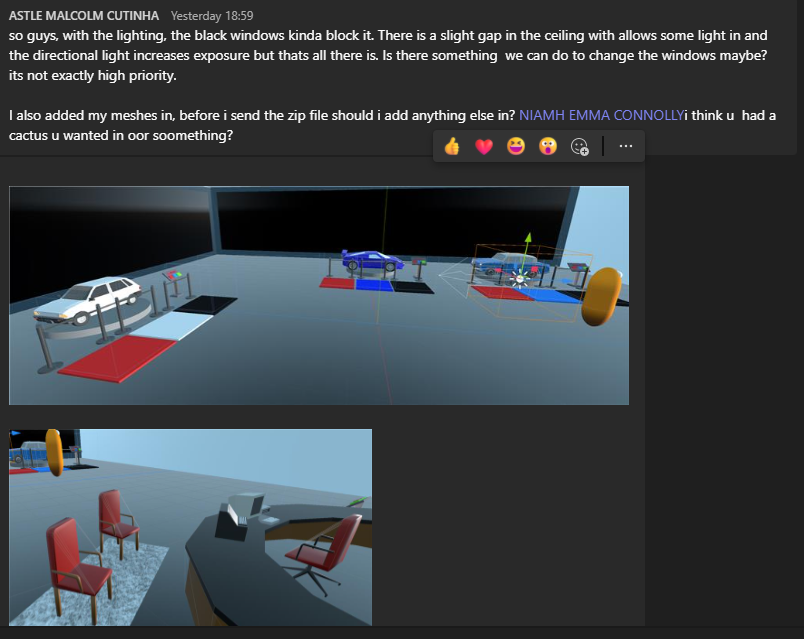 ASTLE MALCOLM CUTINHA Yesterday 18:59
so guys, with the lighting, the black windows kinda block it. There is a slight gap in the ceiling with allows some light in and
the directional light increases exposure but thats all there is. Is there something we can do to change the windows maybe?
its not exactly high priority.
I also added my meshes in, before i send the zip file should i add anything else in? NIAMH EMMA CONNOLLYi think u had a
cactus u wanted in oor soomething?